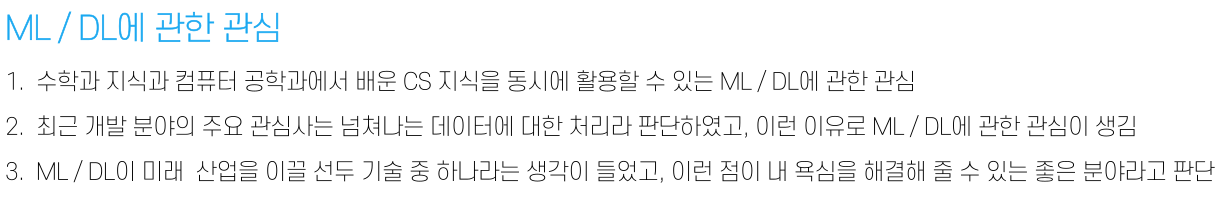 ML / DL에 관한 관심
1. 수학과 지식과 컴퓨터 공학과에서 배운 CS 지식을 동시에 활용할 수 있는 ML / DL에 관한 관심
2. 최근 개발 분야의 주요 관심사는 넘쳐나는 데이터에 대한 처리라 판단하였고, 이런 이유로 ML / DL에 관한 관심이 생김
3. ML / DL이 미래 산업을 이끌 선두 기술 중 하나라는 생각이 들었고, 이런 점이 내 욕심을 해결해 줄 수 있는 좋은 분야라고 판단